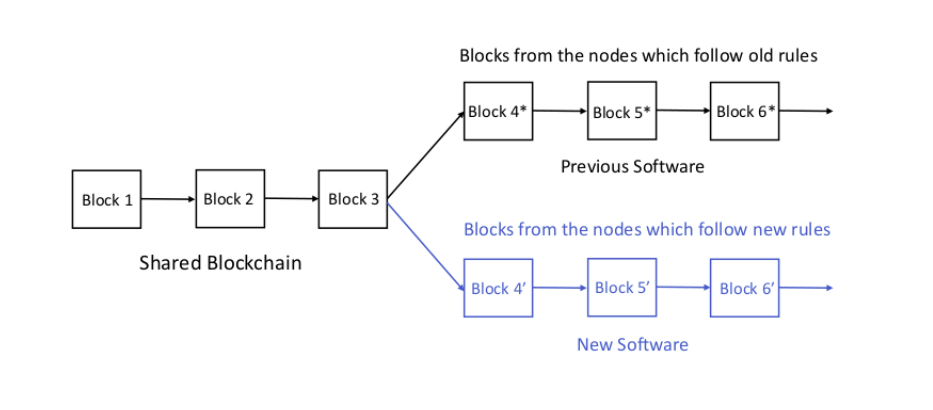 Blocks from the nodes which follow old rules
Block 4*
Block 5*
Block 6*
Previous Software
Block 1
Block 2
Block 3
Shared Blockchain
Blocks from the nodes which follow new rules
Block 4’
Block 5’
Block 6’
New Software